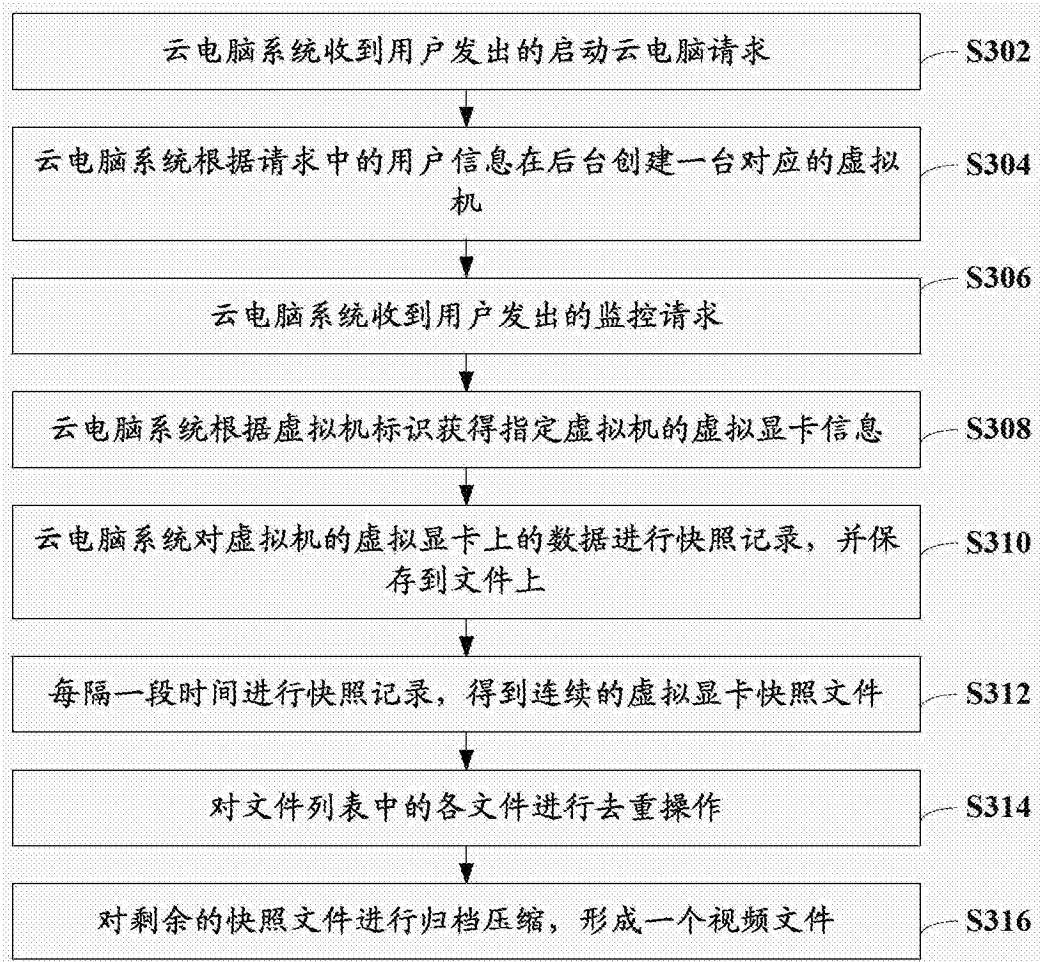 云电脑系统收到用户发出的启动云电脑请求
S302
云电脑系统根据请求中的用户信息在后台创建一台对应的虚拟
机
S304
云电脑系统收到用户发出的监控请求
S306
云电脑系统根据虚拟机标识获得指定虚拟机的虚拟显卡信息
S308
云电脑系统对虚拟机的虚拟显卡上的数据进行快照记录，并保
存到文件上
S310
每隔一段时间进行快照记录，得到连续的虚拟显卡快照文件
S312
对文件列表中的各文件进行去重操作
S314
对剩余的快照文件进行归档压缩，形成一个视频文件
S316